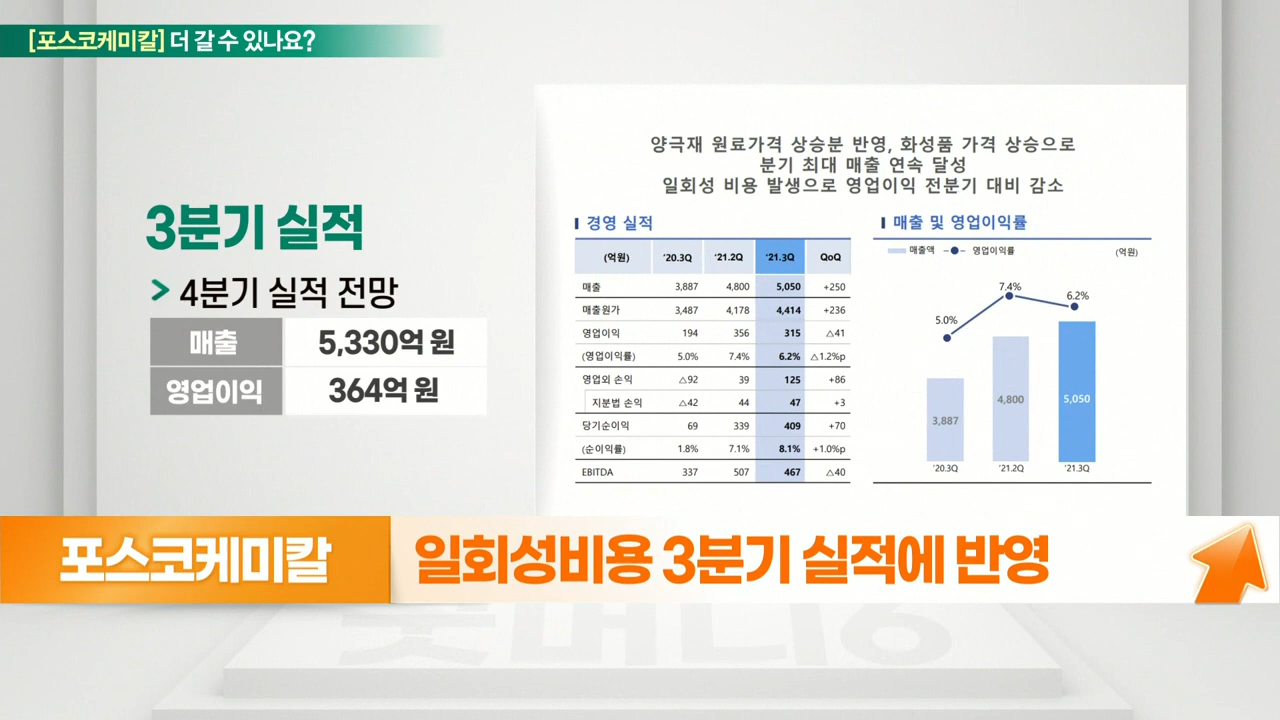 [포스코케미칼] 더 갈 수 있나요?
3분기 실적
4분기 실적 전망
매출 5,330억 원
영업이익 364억 원
양극재 원료가격 상승분 반영, 화성품 가격 상승으로
분기 최대 매출 연속 달성
일회성 비용 발생으로 영업이익 전분기 대비 감소
경영 실적
(억원) '20.3Q '21.2Q '21.3Q QoQ
매출 3,887 4,800 5,050 +250
매출원가 3,487 4,178 4,414 +236
영업이익 194 356 315 △41
(영업이익률) 5.0% 7.4% 6.2% △1.2%p
영업외 손익 △92 39 125 +86
지분법 손익 △42 44 47 +3
당기순이익 69 339 409 +70
(순이익률) 1.8% 7.1% 8.1% +1.0%p
EBITDA 337 507 467 △40
매출 및 영업이익률
매출액 영업이익률 (억원)
5.0% 7.4% 6.2%
3,887 4,800 5,050
'20.3Q '21.2Q '21.3Q
포스코케미칼 일회성비용 3분기 실적에 반영
굿머니6